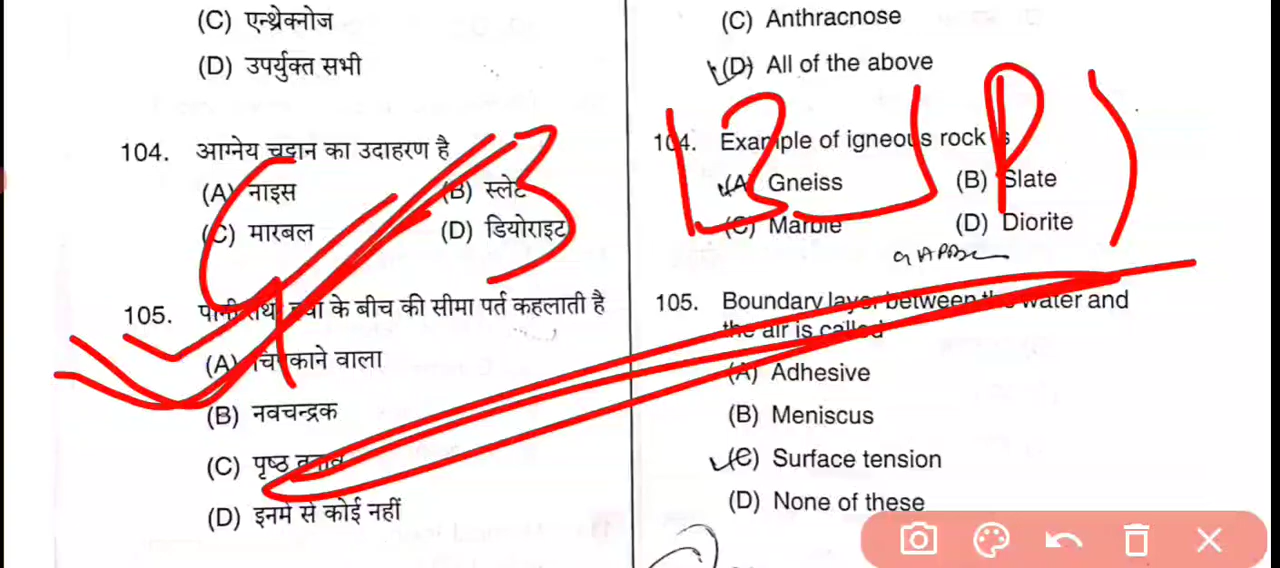 (C) एन्थ्रेक्नोज
(D) उपर्युक्त सभी
104. आग्नेय चट्टान का उदाहरण है
(A) नाइस (B) स्लेट
(C) मारबल (D) डियोराइट
105. पानी तथा हवा के बीच की सीमा पर्त कहलाती है
(A) चिपकाने वाला
(B) नवचन्द्रक
(C) पृष्ठ तनाव
(D) इनमें से कोई नहीं
(C) Anthracnose
(D) All of the above
104. Example of igneous rock is
(A) Gneiss (B) Slate
(C) Marble (D) Diorite
105. Boundary layer between the water and
the air is called
(A) Adhesive
(B) Meniscus
(C) Surface tension
(D) None of these